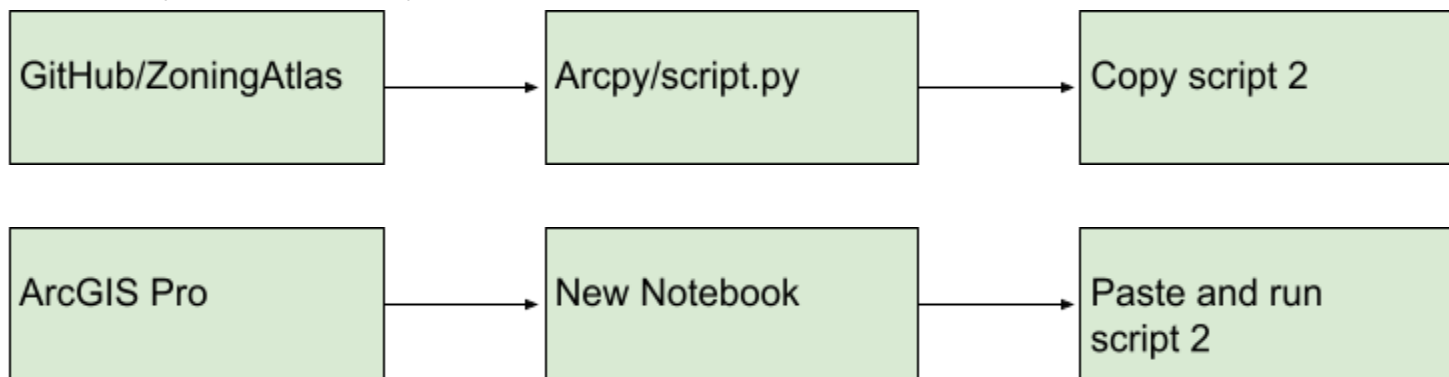 GitHub/ZoningAtlas
Arcpy/script.py
Copy script 2
ArcGIS Pro
New Notebook
Paste and run
script 2